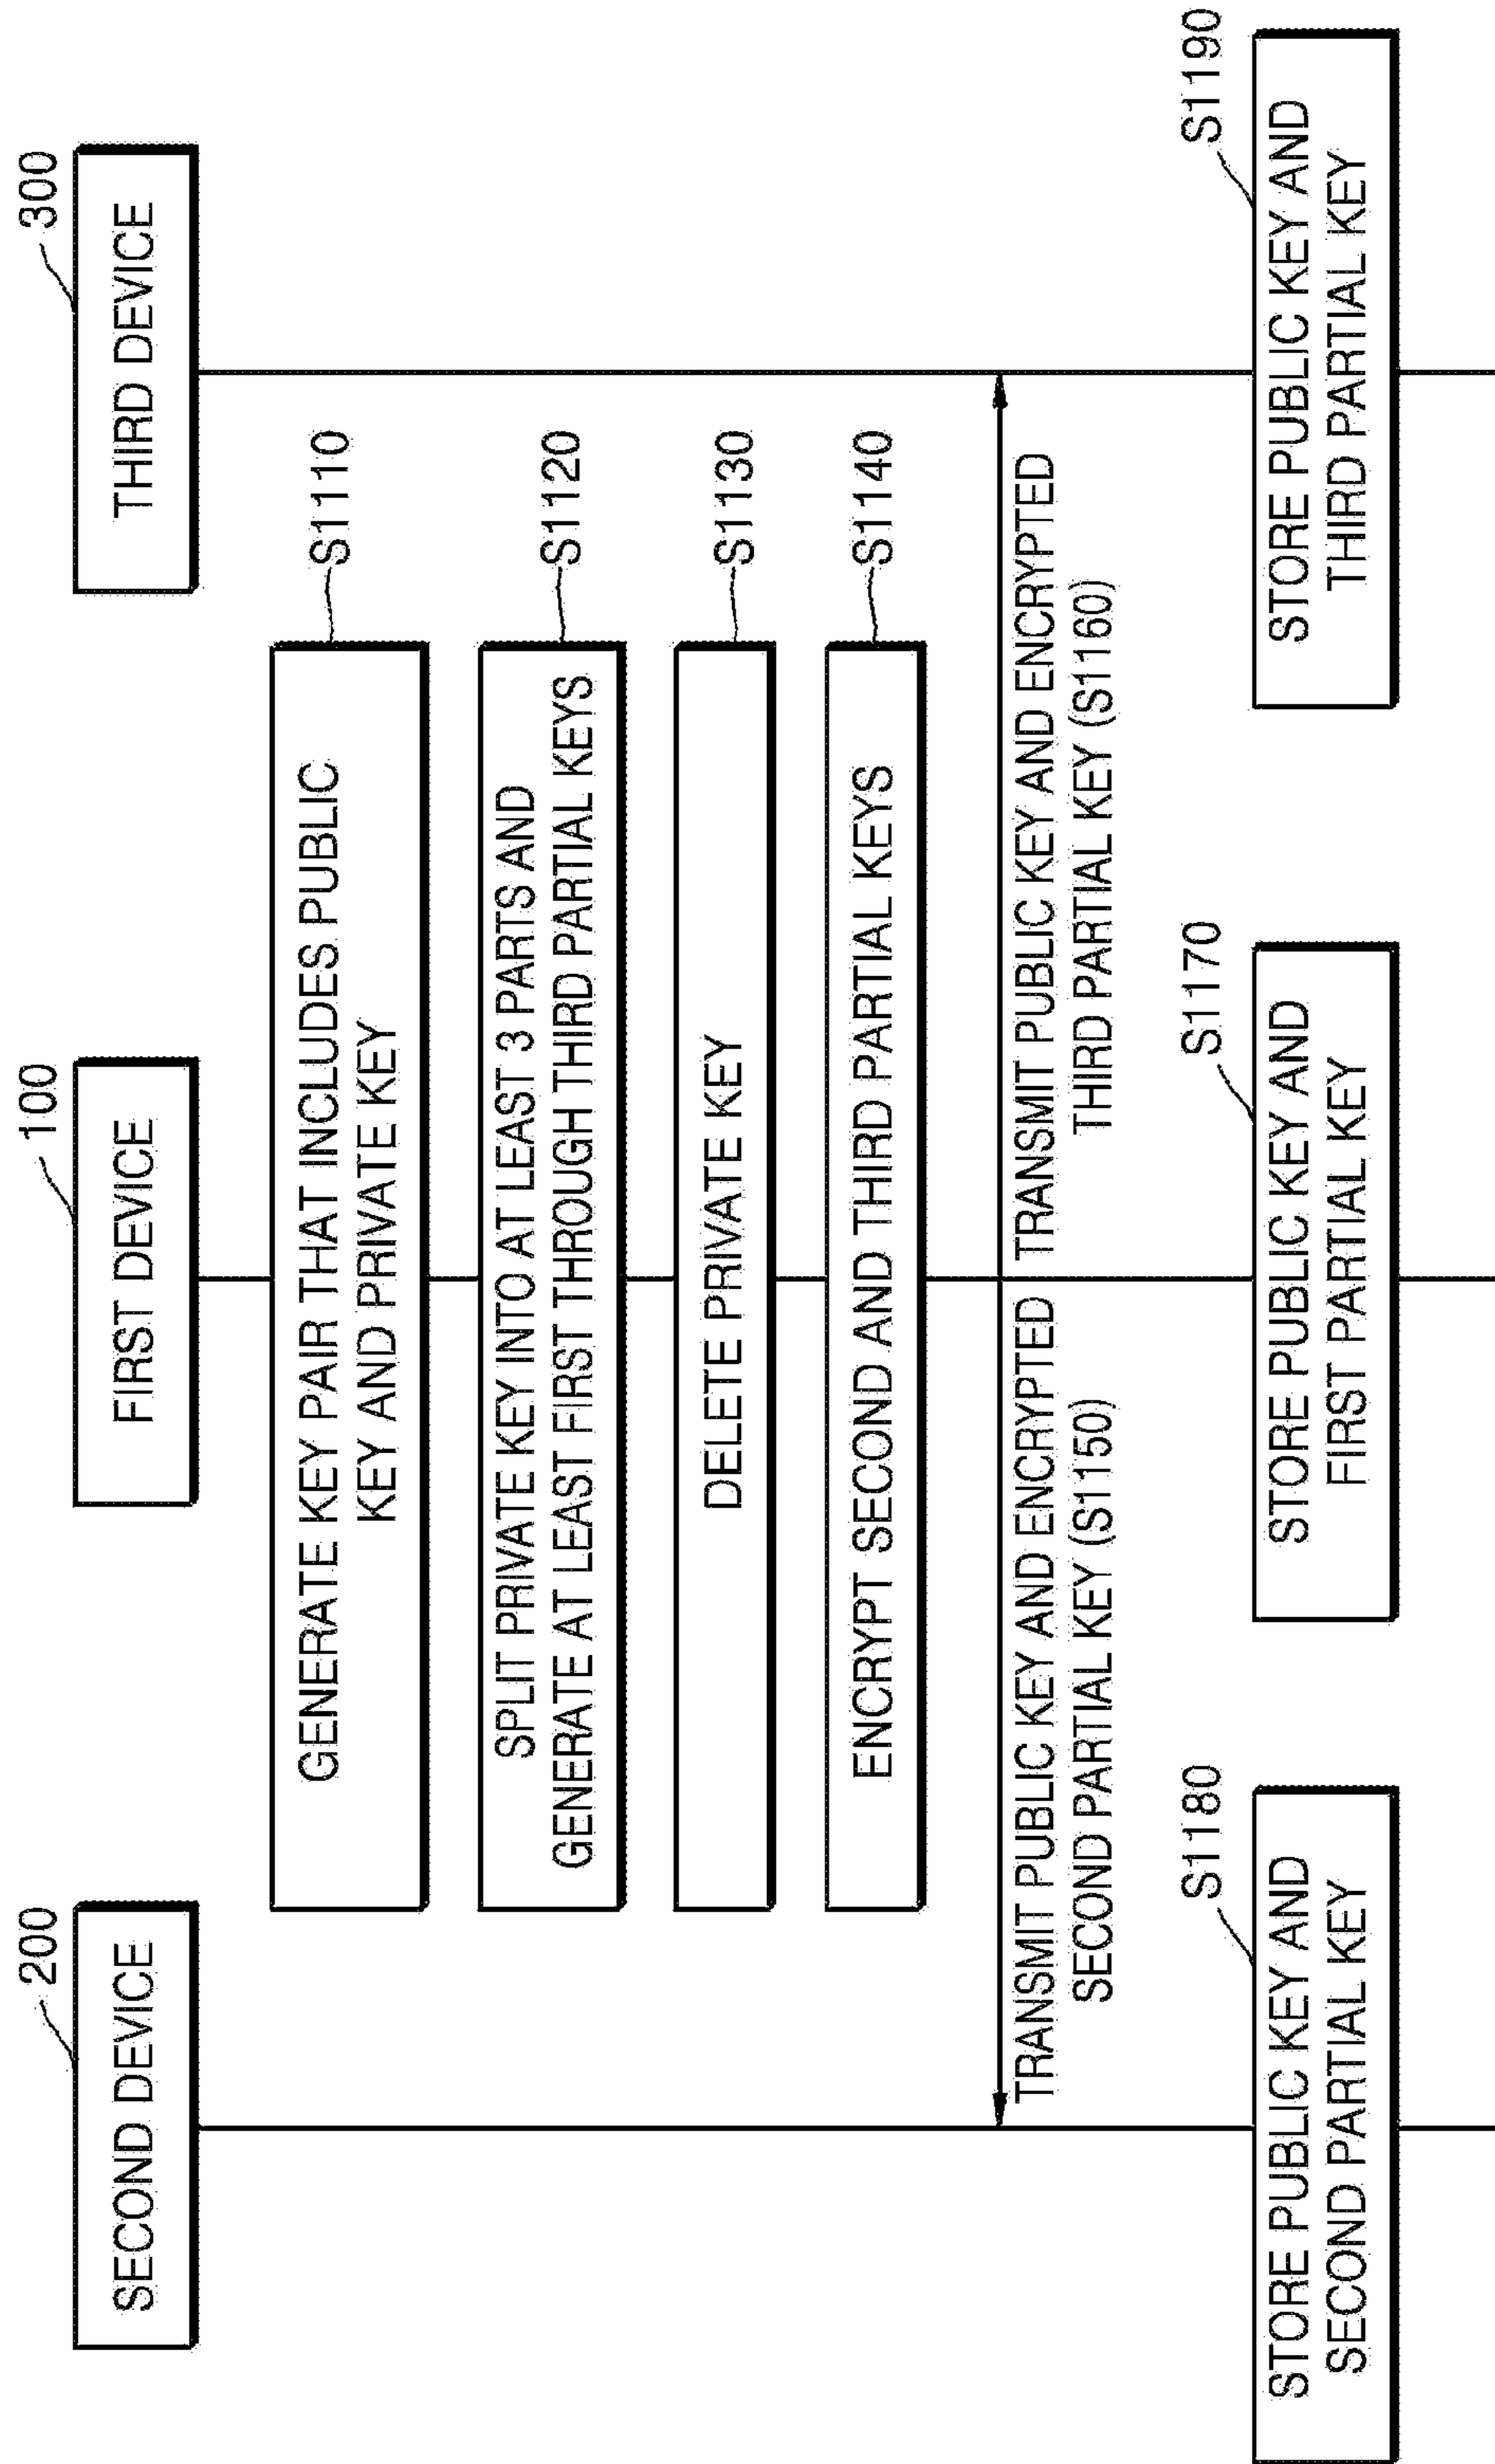 200
SECOND DEVICE
100
FIRST DEVICE
300
THIRD DEVICE
GENERATE KEY PAIR THAT INCLUDES PUBLIC
KEY AND PRIVATE KEY
S1110
SPLIT PRIVATE KEY INTO AT LEAST 3 PARTS AND
GENERATE AT LEAST FIRST THROUGH THIRD PARTIAL KEYS
S1120
DELETE PRIVATE KEY
S1130
ENCRYPT SECOND AND THIRD PARTIAL KEYS
S1140
TRANSMIT PUBLIC KEY AND ENCRYPTED
SECOND PARTIAL KEY (S1150)
TRANSMIT PUBLIC KEY AND ENCRYPTED
THIRD PARTIAL KEY (S1160)
S1180
STORE PUBLIC KEY AND
SECOND PARTIAL KEY
S1170
STORE PUBLIC KEY AND
FIRST PARTIAL KEY
S1190
STORE PUBLIC KEY AND
THIRD PARTIAL KEY